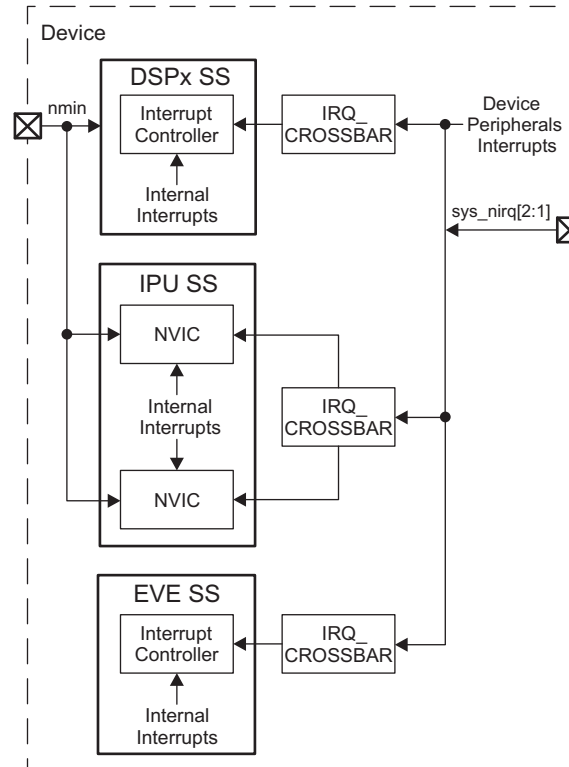 Device
DSPx SS
nmin
Interrupt
Controller
Internal
Interrupts
IRQ_
CROSSBAR
Device
Peripherals
Interrupts
sys_nirq[2:1]
IPU SS
NVIC
Internal
Interrupts
NVIC
IRQ_
CROSSBAR
EVE SS
Interrupt
Controller
Internal
Interrupts
IRQ_
CROSSBAR